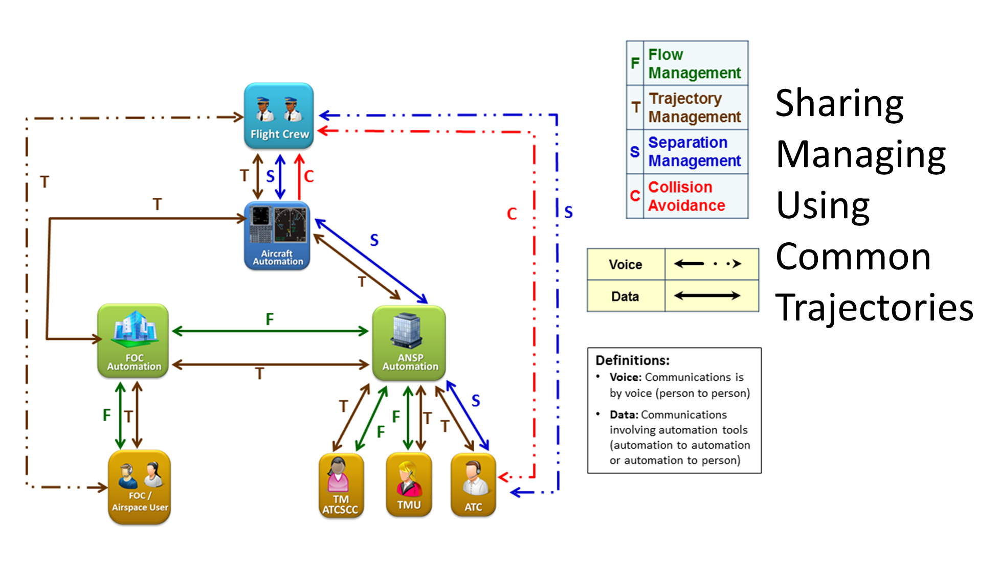 Flight Crew
T
S
C
T
T
Aircraft
Automation
S
T
C
S
FOC
Automation
F
T
ANSP
Automation
F
T
T
F
F
T
T
S
FOC /
Airspace User
TM
ATCSCC
TMU
ATC
F
Flow
Management
T
Trajectory
Management
S
Separation
Management
C
Collision
Avoidance
Voice
Data
Definitions:
• Voice: Communications is
by voice (person to person)
• Data: Communications
involving automation tools
(automation to automation
or automation to person)
Sharing
Managing
Using
Common
Trajectories